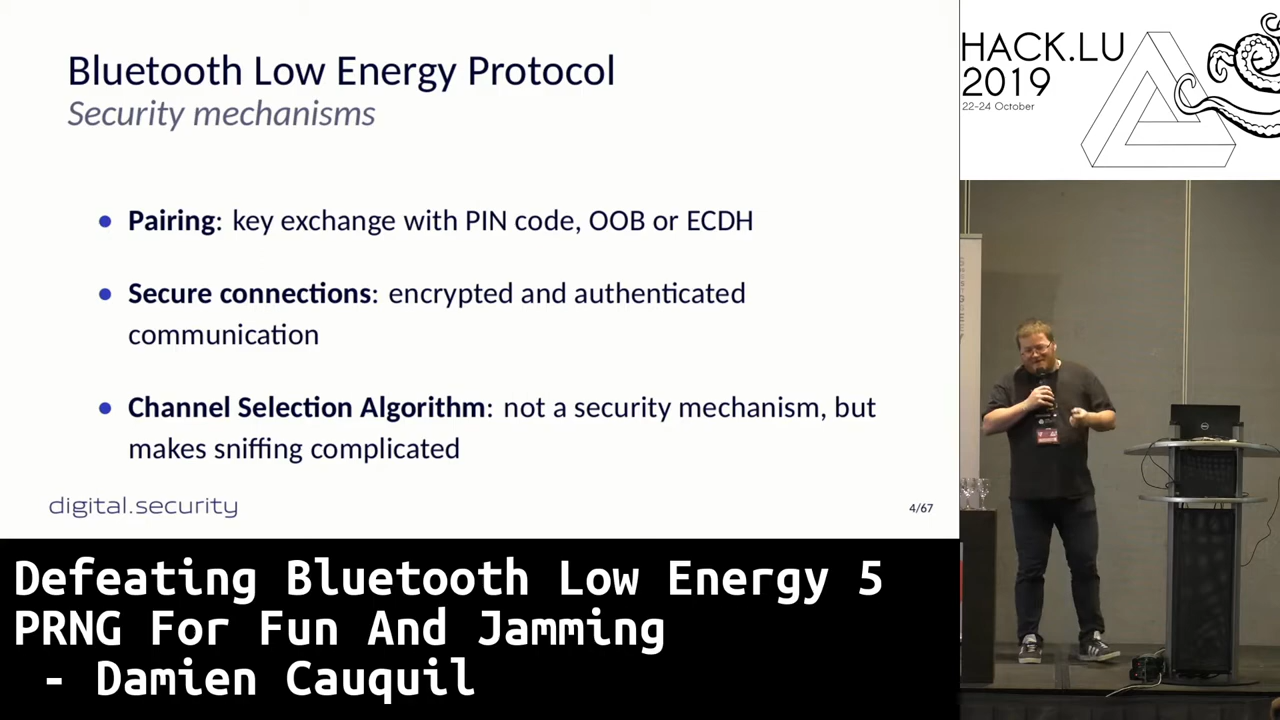 Bluetooth Low Energy Protocol
Security mechanisms
• Pairing: key exchange with PIN code, OOB or ECDH
• Secure connections: encrypted and authenticated
communication
• Channel Selection Algorithm: not a security mechanism, but
makes sniffing complicated
digital.security
4/67
HACK.LU
2019
22-24 October
Defeating Bluetooth Low Energy 5
PRNG For Fun And Jamming
- Damien Cauquil